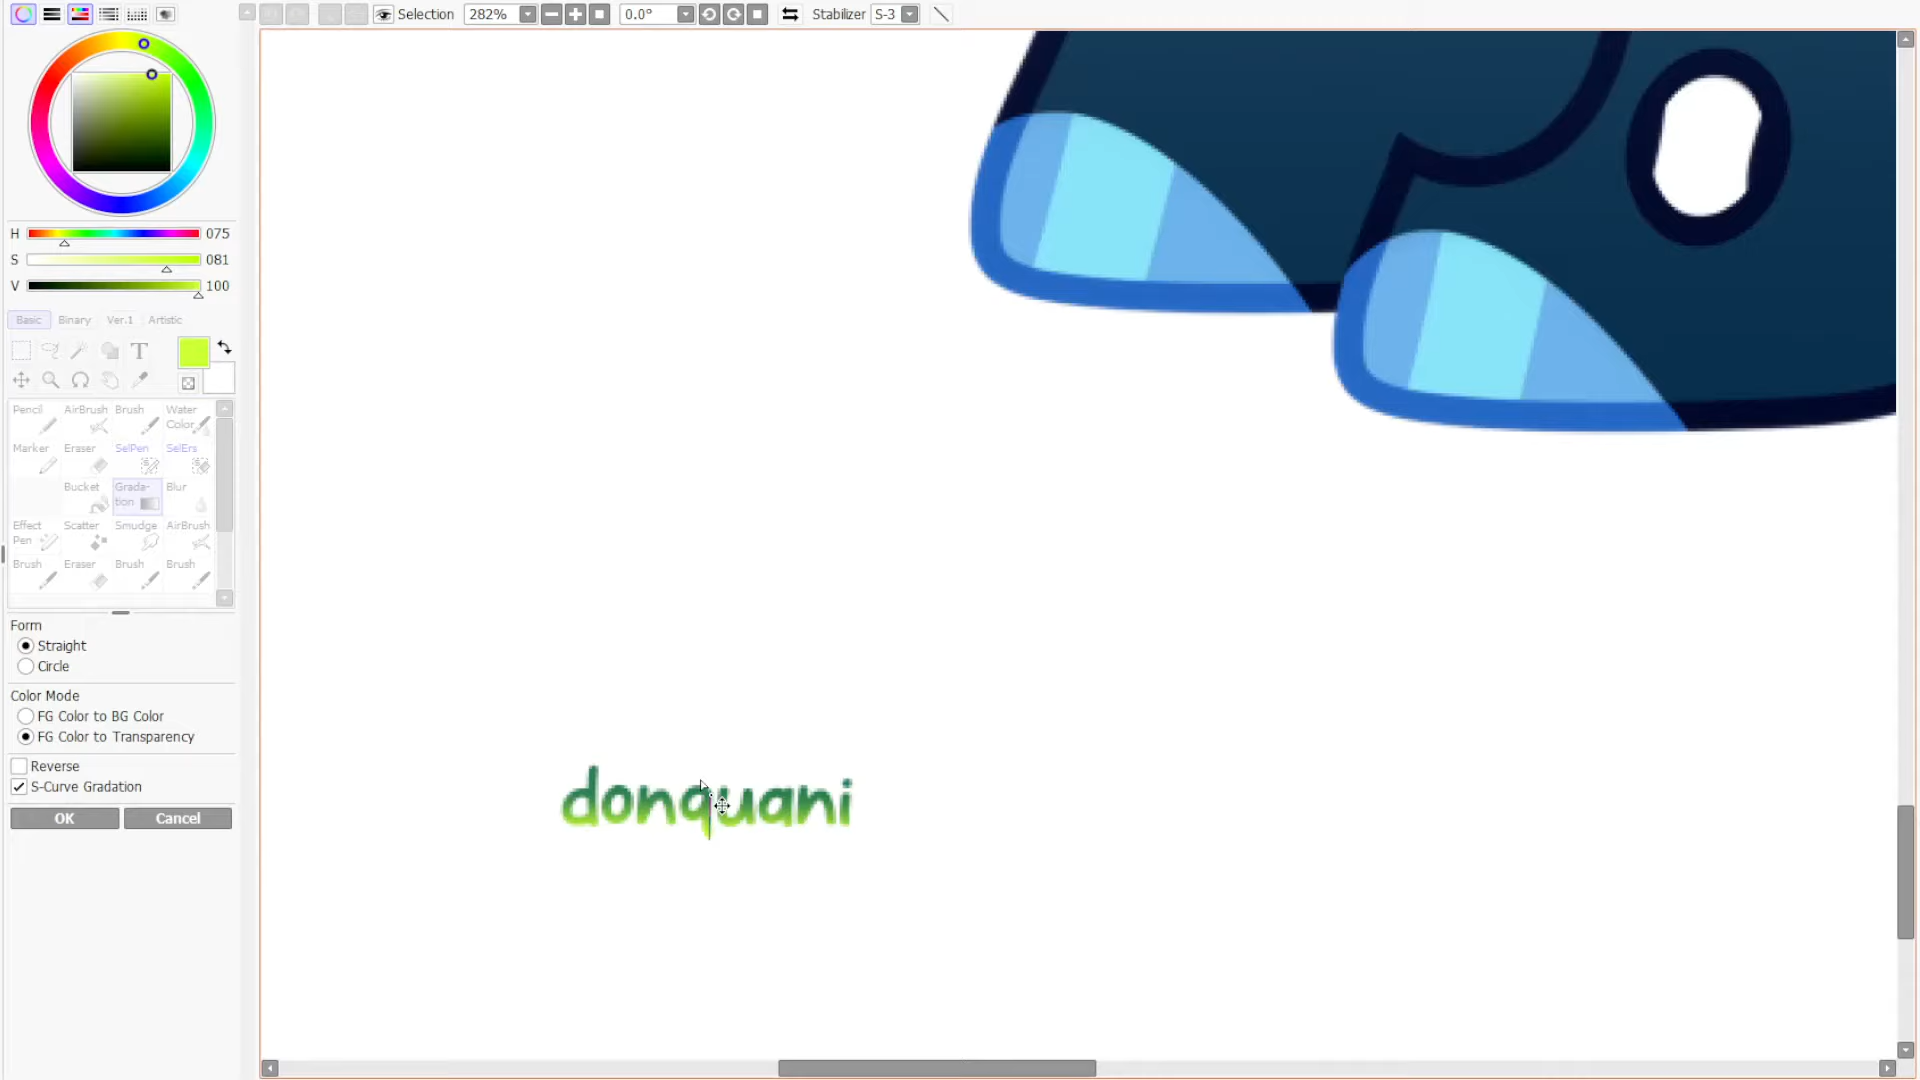 Selection 282% 0.0° Stabilizer S-3
H 075
S 081
V 100
Basic Binary Ver.1 Artistic
T
Pencil AirBrush Brush Water Color
Marker Eraser SelPen SelErs
Bucket Grada-tion Blur
Effect Pen Scatter Smudge AirBrush
Brush Eraser Brush Brush
Form
Straight
Circle
Color Mode
FG Color to BG Color
FG Color to Transparency
Reverse
S-Curve Gradation
OK Cancel
donquani